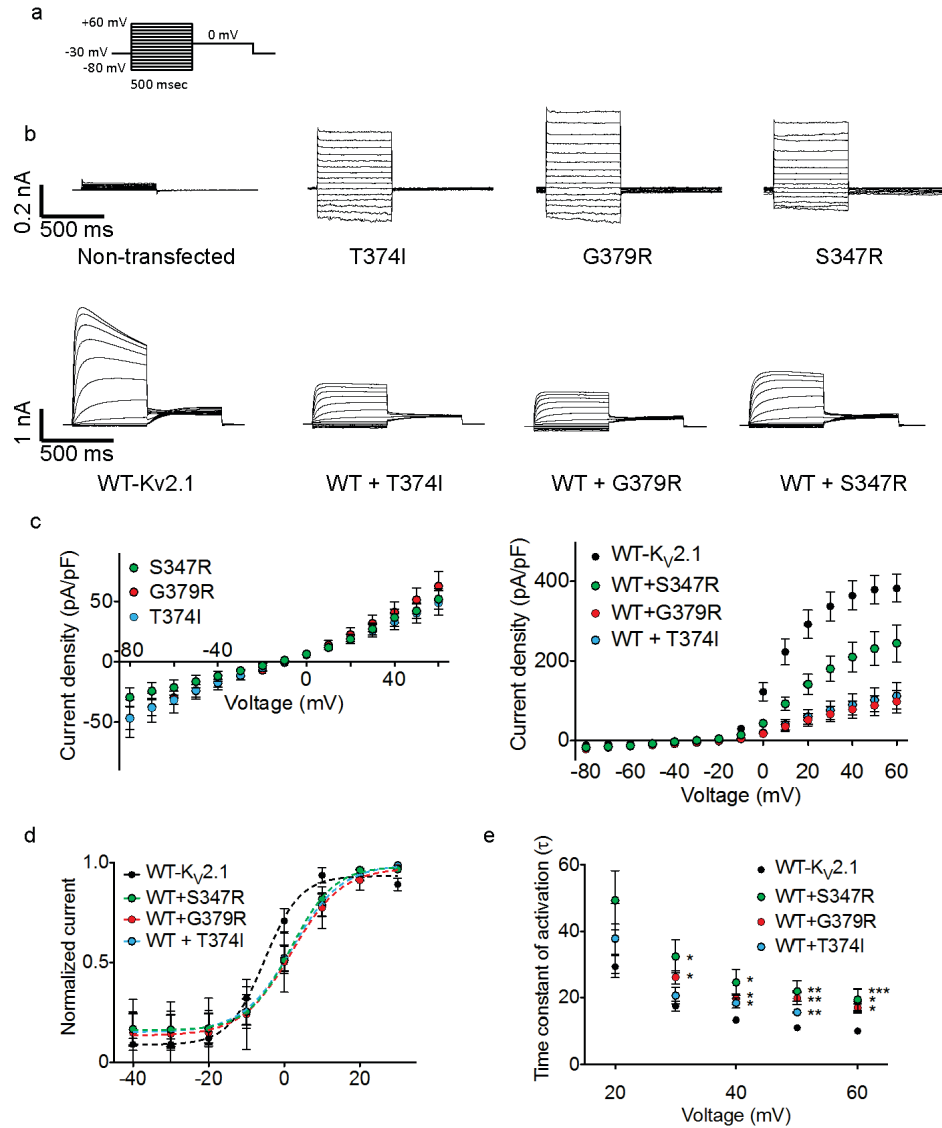 a
+60 mV
0 mV
-30 mV
-80 mV
500 msec
b
0.2 nA
500 ms
Non-transfected
T374I
G379R
S347R
1 nA
500 ms
WT-Kv2.1
WT + T374I
WT + G379R
WT + S347R
c
Current density (pA/pF)
S347R
G379R
T374I
50
0
-50
-80
-40
0
40
Voltage (mV)
Current density (pA/pF)
WT-KV2.1
WT+S347R
WT+G379R
WT + T374I
400
200
0
-80 -60 -40 -20 0 20 40 60
Voltage (mV)
d
Normalized current
WT-KV2.1
WT+S347R
WT+G379R
WT + T374I
1.0
0.5
0
-40 -20 0 20
e
Time constant of activation (τ)
WT-KV2.1
WT+S347R
WT+G379R
WT+T374I
60
40
20
0
*
*
*
*
*
**
**
**
***
*
*
20 40 60
Voltage (mV)